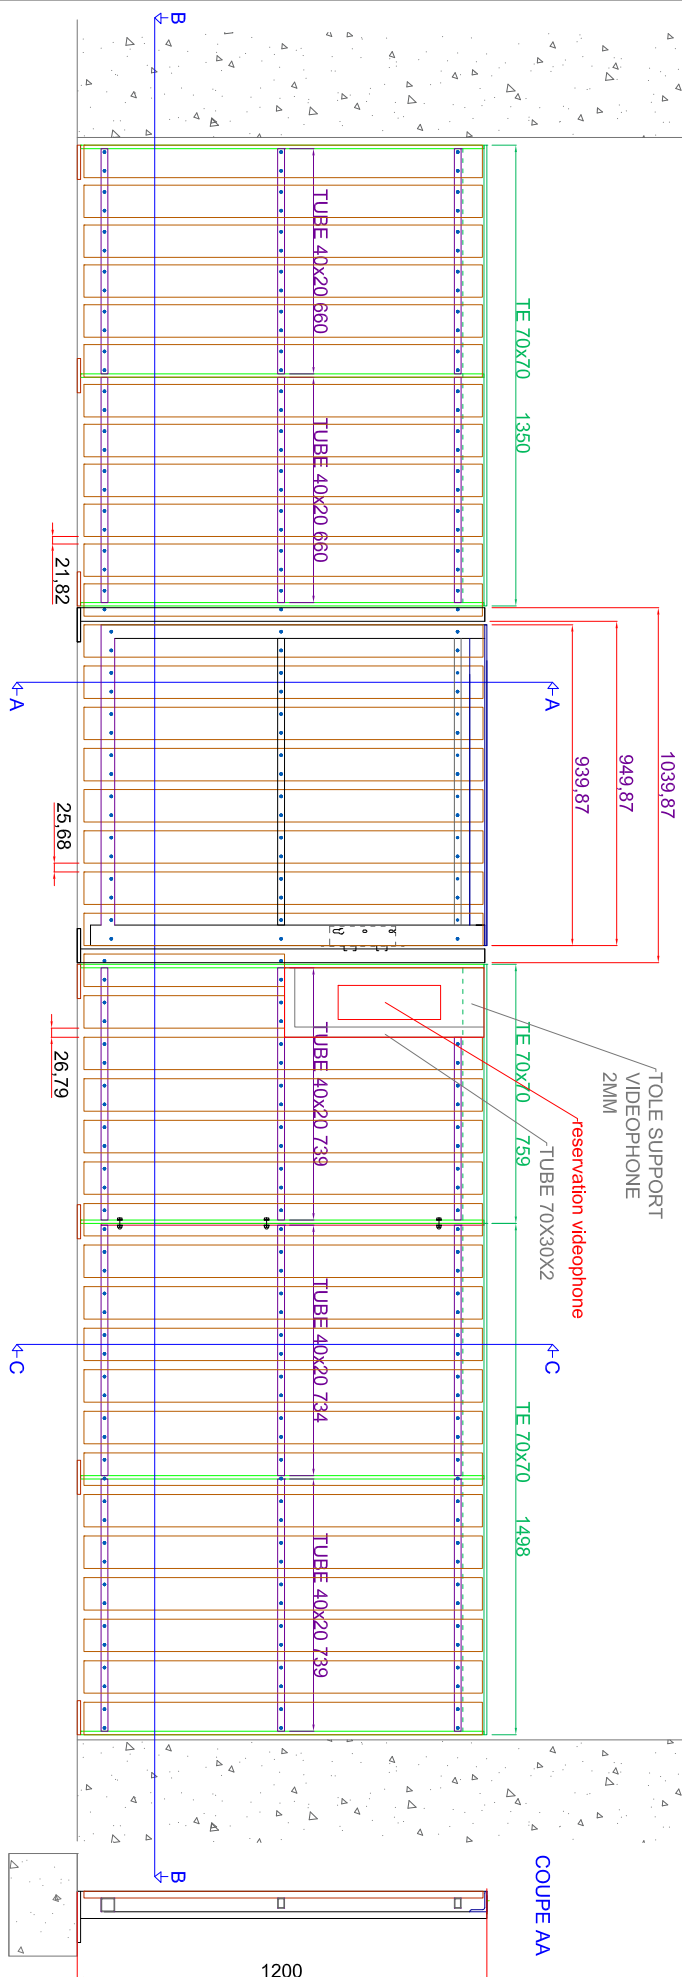 B
TE 70x70 1350
TUBE 40x20 660
TUBE 40x20 660
21,82
A
A
1039,87
949,87
939,87
25,68
TOLE SUPPORT
VIDEOPHONE
2MM
reservation videophone
TUBE 70X30X2
TE 70x70 759
TUBE 40x20 739
26,79
TUBE 40x20 734
C
C
TE 70x70 1498
TUBE 40x20 739
B
COUPE AA
1200